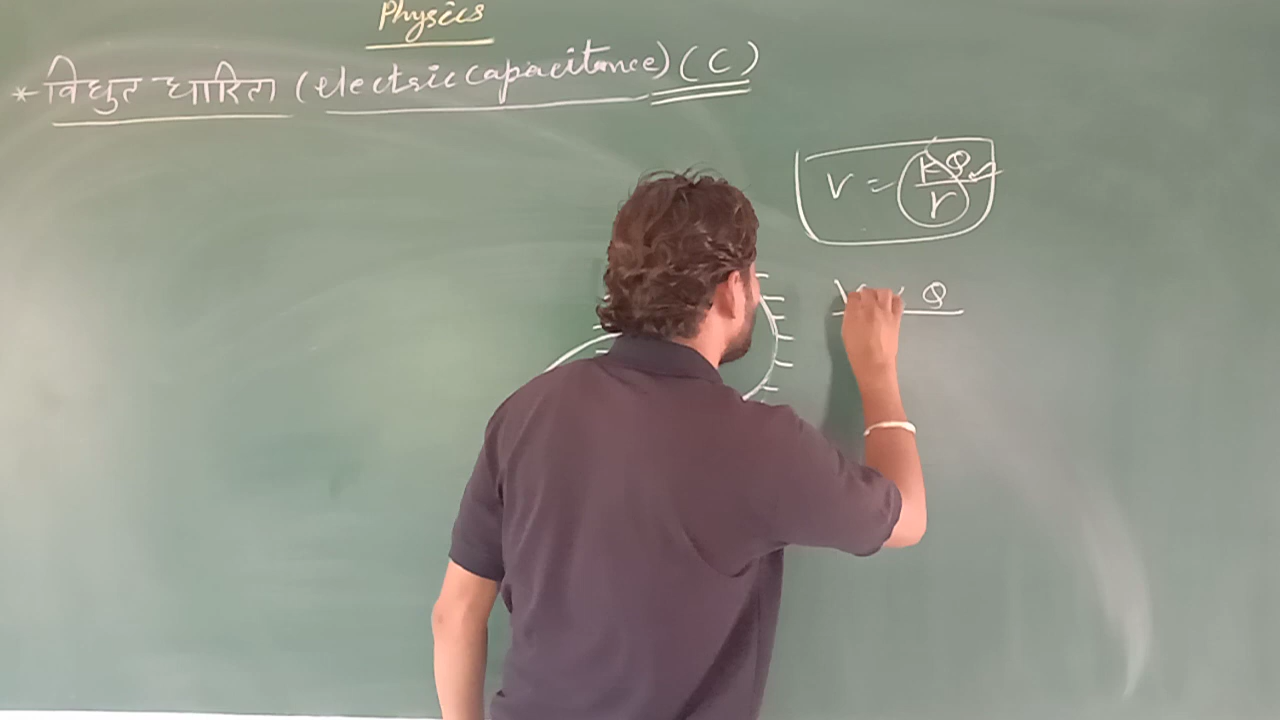 Physics
* विधुत धारिता (electric capacitance) (C)
V = KQ/r
V ∝ Q